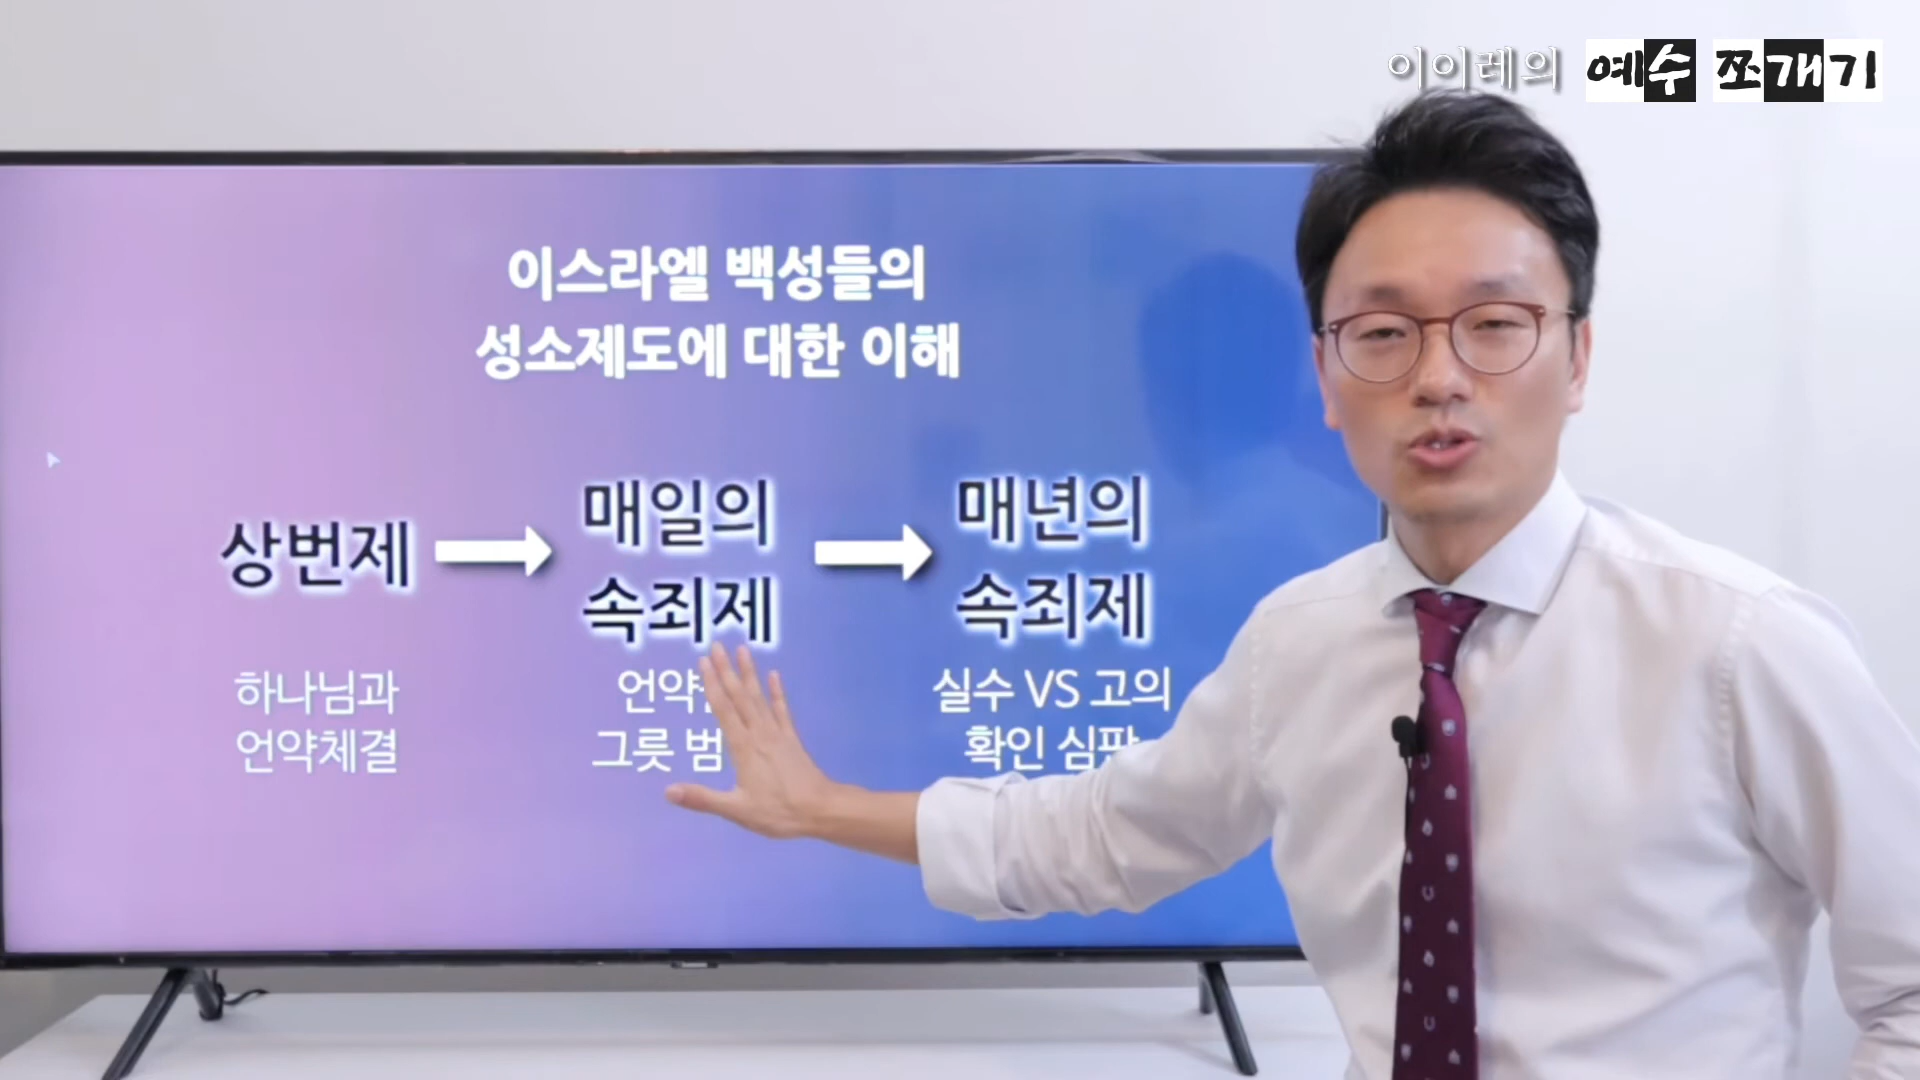 이이레의 예수 쪼개기
이스라엘 백성들의
성소제도에 대한 이해
상번제
매일의
속죄제
매년의
속죄제
하나님과
언약체결
그릇
실수 VS 고의
확인 심판